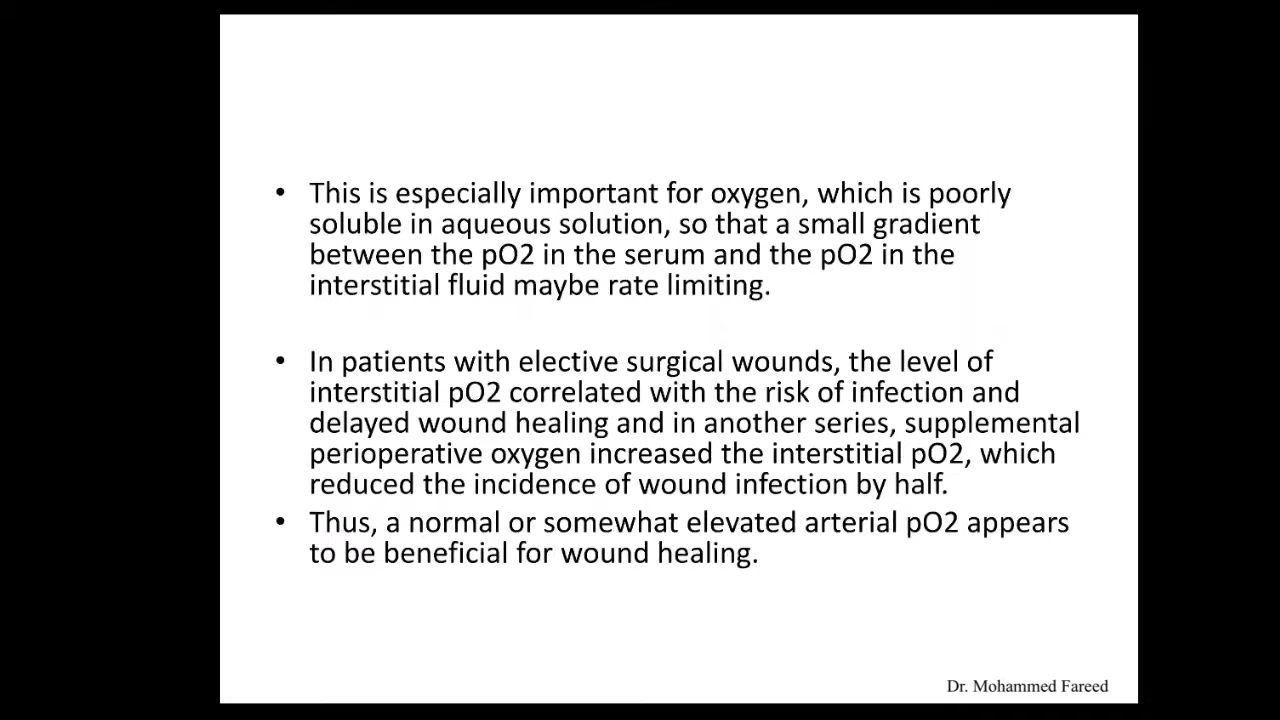 • This is especially important for oxygen, which is poorly
soluble in aqueous solution, so that a small gradient
between the pO2 in the serum and the pO2 in the
interstitial fluid maybe rate limiting.
• In patients with elective surgical wounds, the level of
interstitial pO2 correlated with the risk of infection and
delayed wound healing and in another series, supplemental
perioperative oxygen increased the interstitial pO2, which
reduced the incidence of wound infection by half.
• Thus, a normal or somewhat elevated arterial pO2 appears
to be beneficial for wound healing.
Dr. Mohammed Fareed